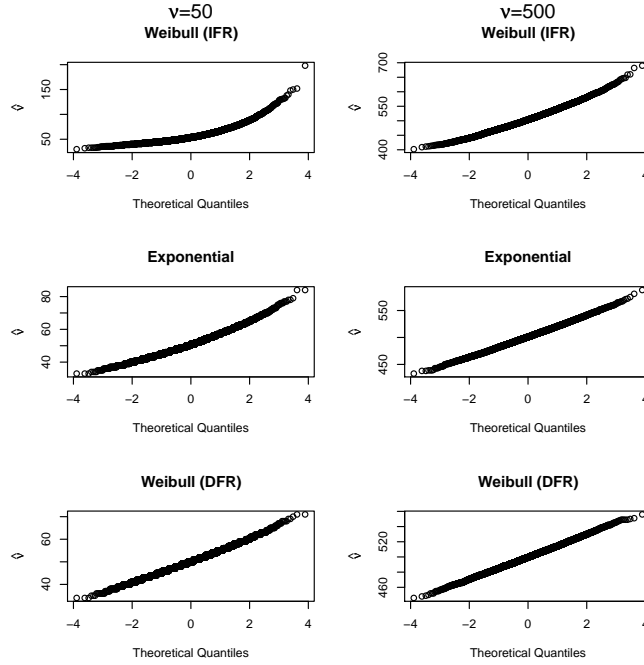 ν=50
Weibull (IFR)
ν̂
50
150
−4 −2 0 2 4
Theoretical Quantiles
ν=500
Weibull (IFR)
ν̂
400
550
700
−4 −2 0 2 4
Theoretical Quantiles
Exponential
ν̂
40
60
80
−4 −2 0 2 4
Theoretical Quantiles
Exponential
ν̂
450
550
−4 −2 0 2 4
Theoretical Quantiles
Weibull (DFR)
ν̂
40
60
−4 −2 0 2 4
Theoretical Quantiles
Weibull (DFR)
ν̂
460
520
−4 −2 0 2 4
Theoretical Quantiles